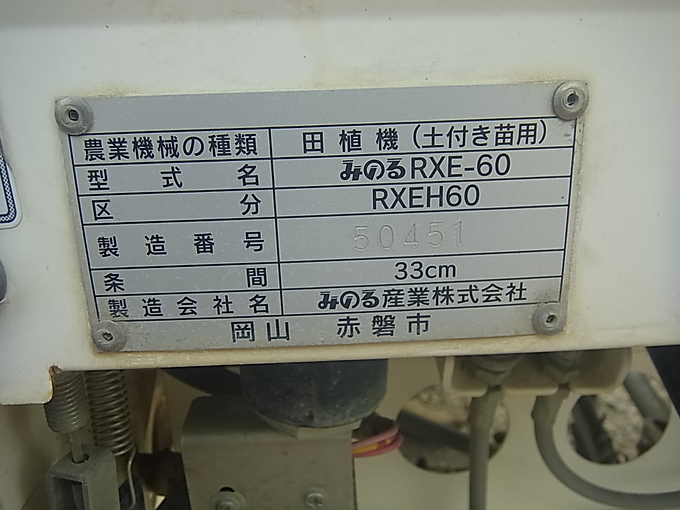 農業機械の種類 田植機（土付き苗用）
型式名 みのるRXE-60
区分 RXEH60
製造番号 50451
条間 33cm
製造会社名 みのる産業株式会社
岡山 赤磐市